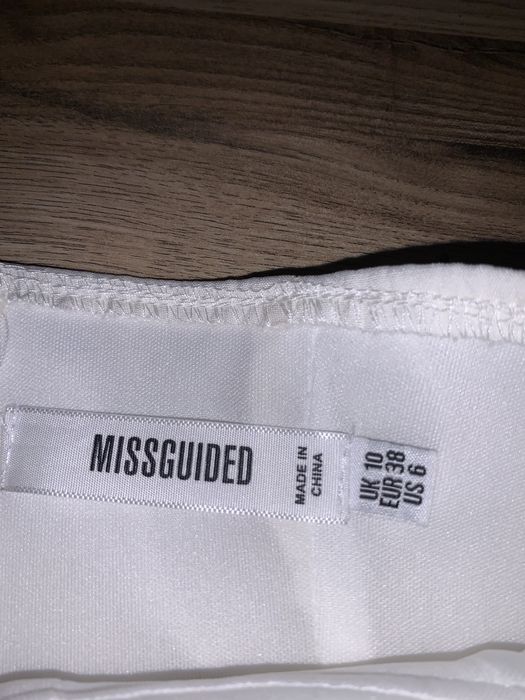 MISSGUIDED
MADE IN
CHINA
UK 10
EUR 38
US 6